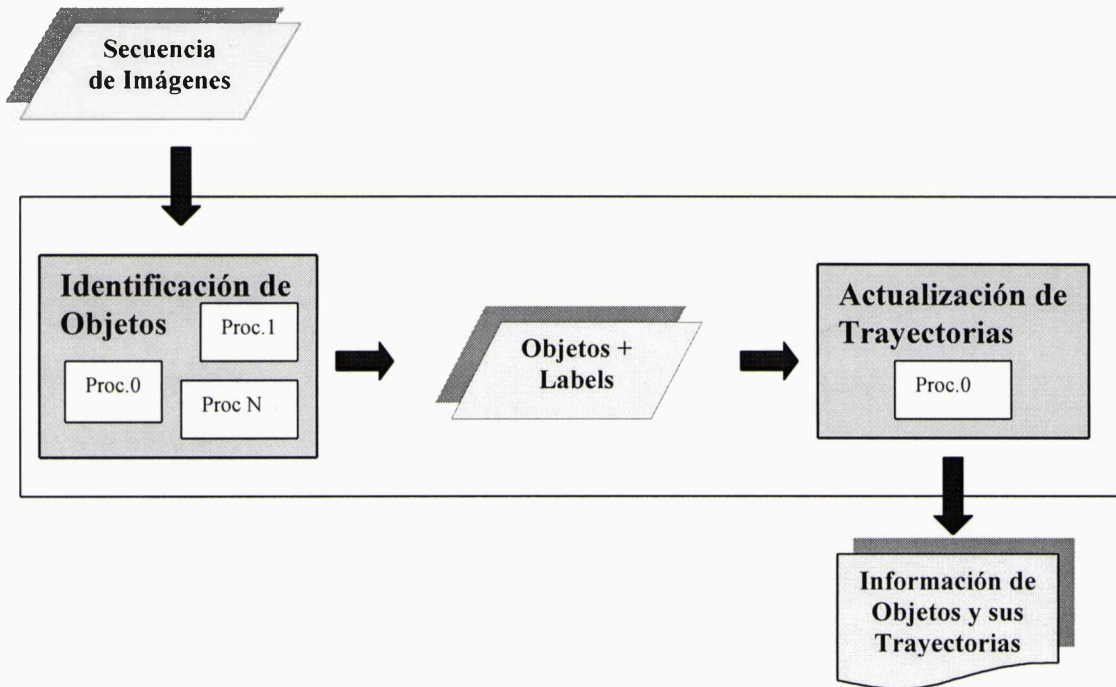 Secuencia
de Imágenes
Identificación de
Objetos
Proc.1
Proc.0
Proc N
Objetos +
Labels
Actualización de
Trayectorias
Proc.0
Información de
Objetos y sus
Trayectorias